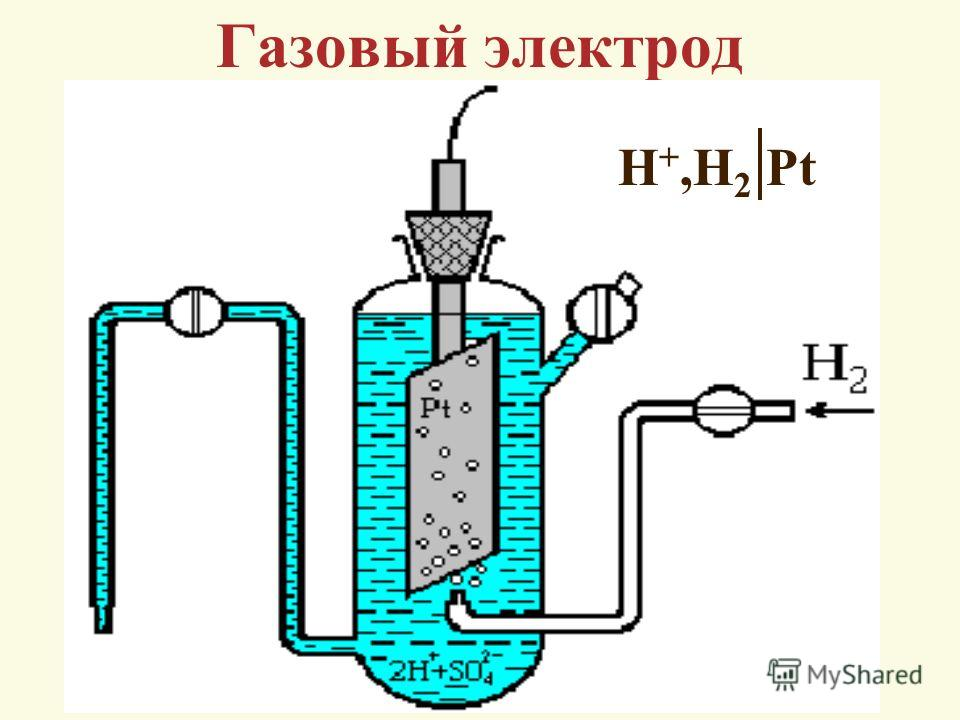 Газовый электрод
H⁺,H₂|Pt
H₂
Pt
2H⁺+SO₄²⁻
MyShared